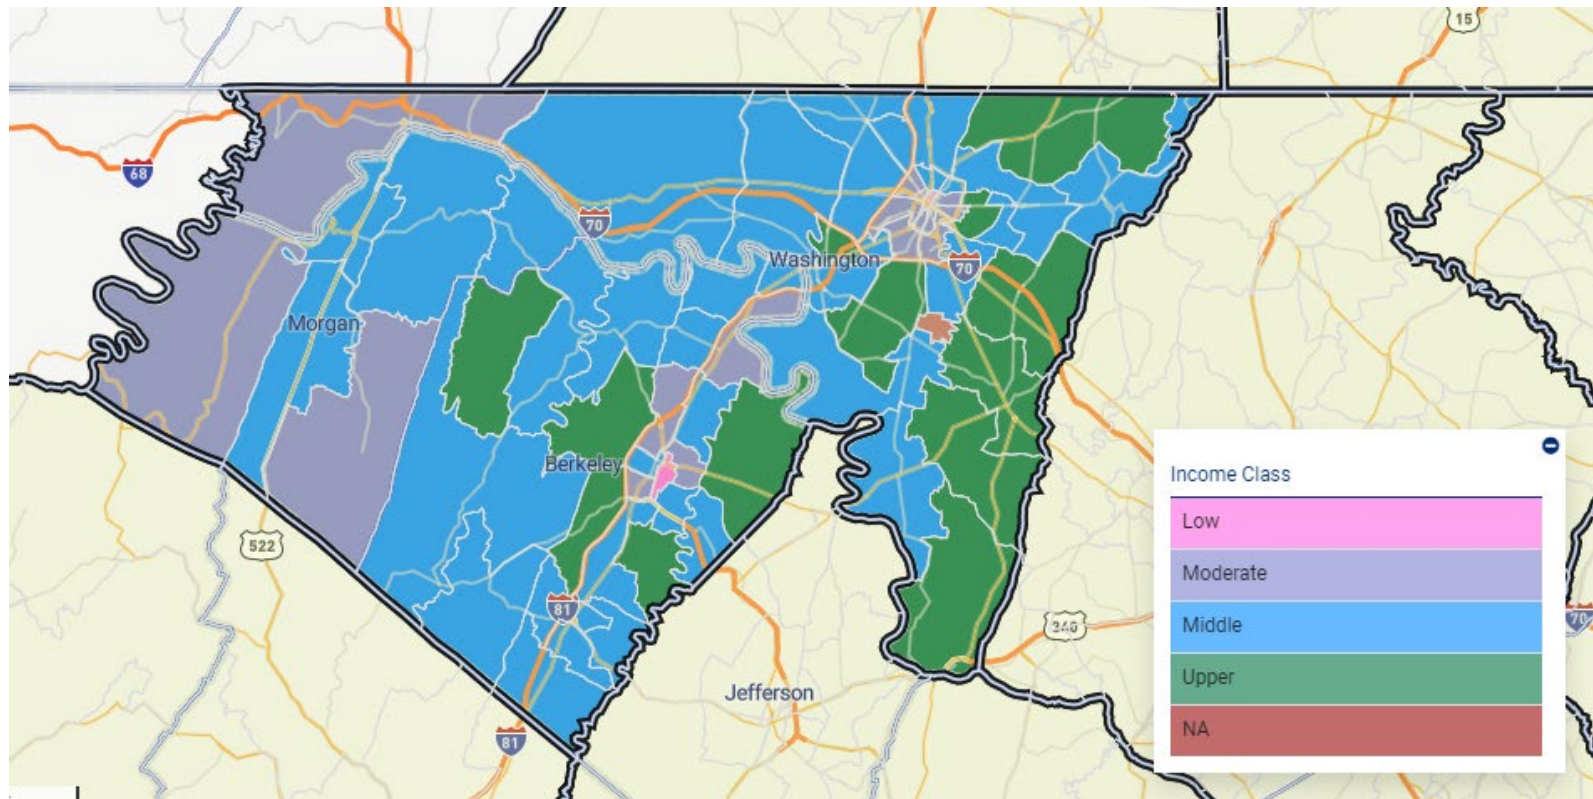 15
68
70
Washington
70
Morgan
Berkeley
522
81
340
70
Jefferson
81
Income Class
Low
Moderate
Middle
Upper
NA